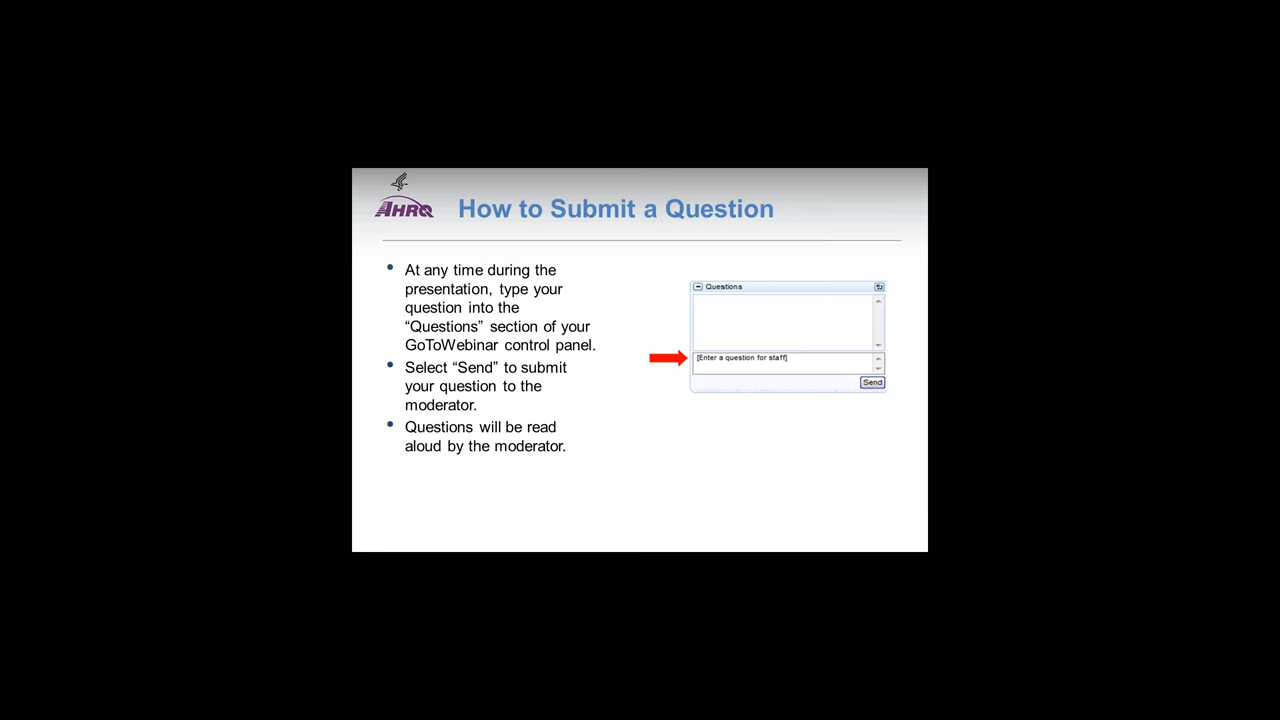 AHRQ
How to Submit a Question
At any time during the
presentation, type your
question into the
“Questions” section of your
GoToWebinar control panel.
Select “Send” to submit
your question to the
moderator.
Questions will be read
aloud by the moderator.
Questions
[Enter a question for staff]
Send